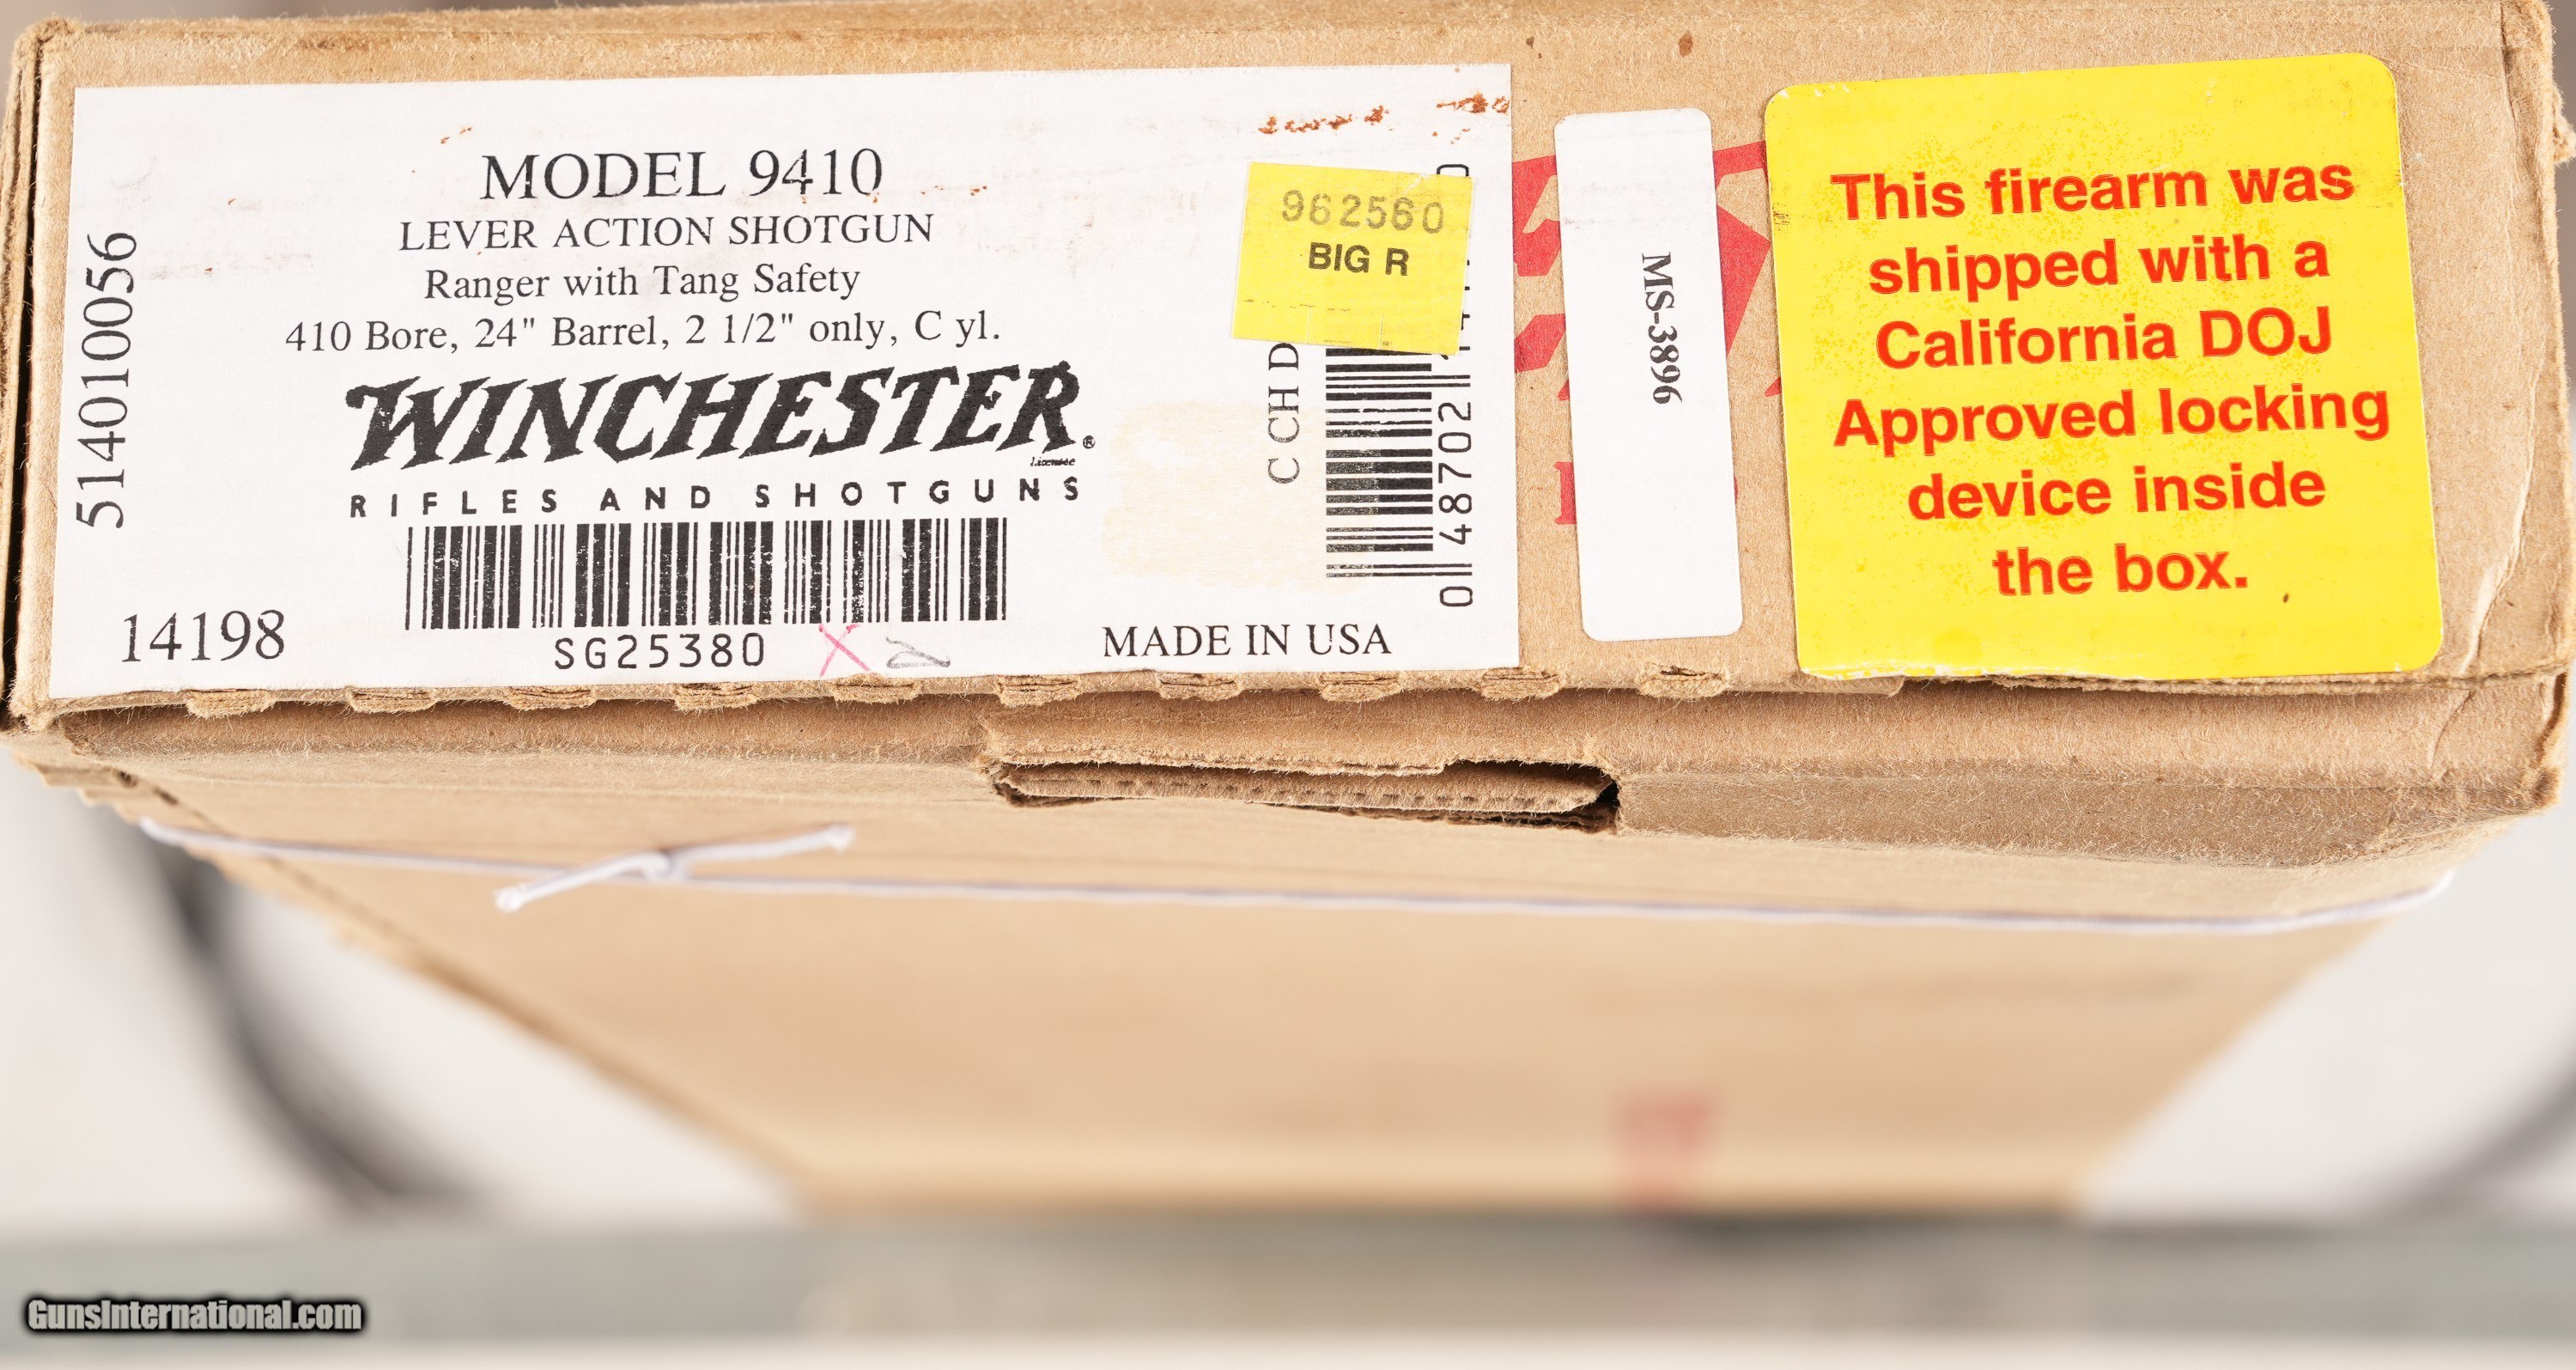 MODEL 9410
LEVER ACTION SHOTGUN
Ranger with Tang Safety
410 Bore, 24" Barrel, 2 1/2" only, C yl.
WINCHESTER®
Licensee
RIFLES AND SHOTGUNS
SG25380
514010056
14198
MADE IN USA
962560
BIG R
C CH D
0 48702
MS-3896
This firearm was
shipped with a
California DOJ
Approved locking
device inside
the box.
GunsInternational.com